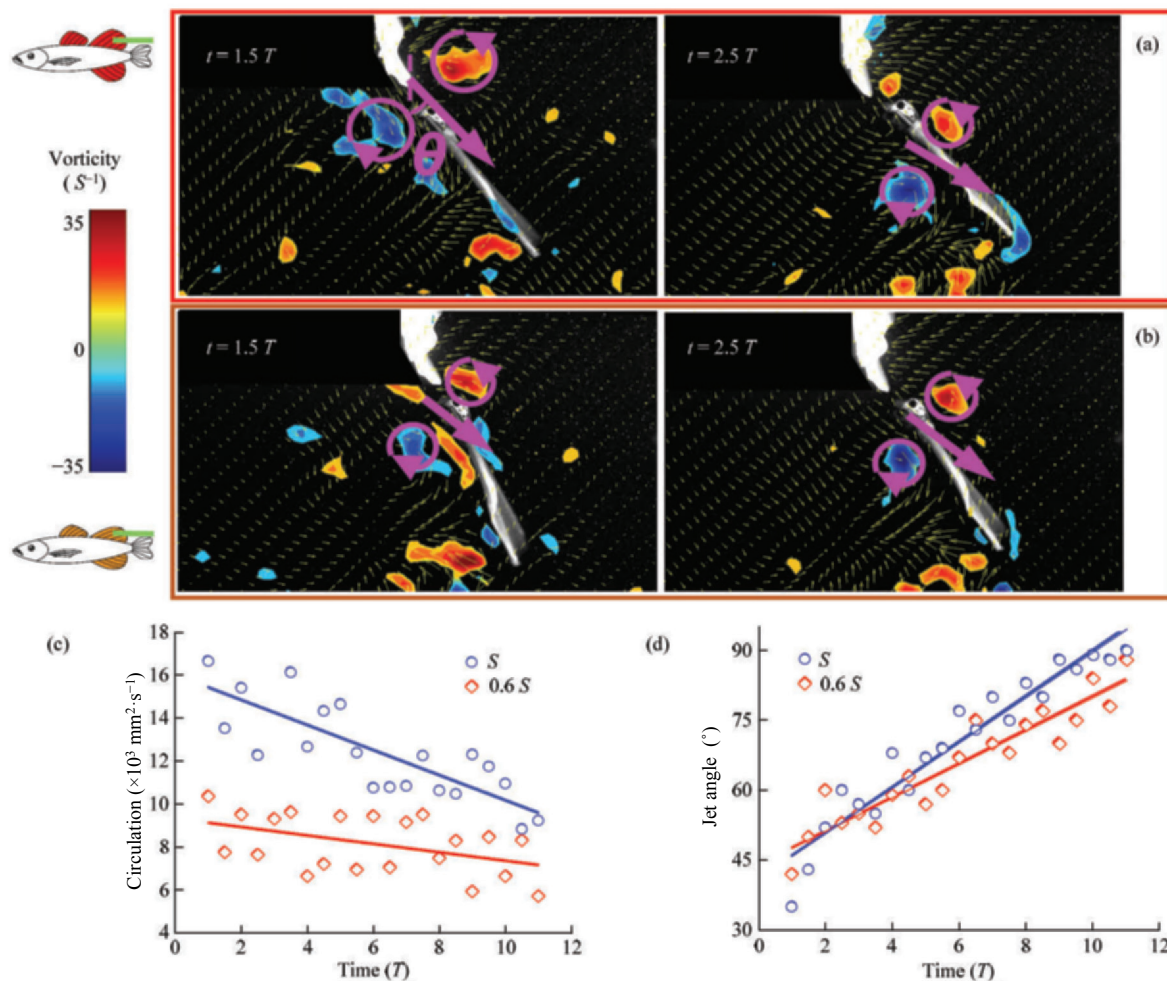 t = 1.5 T
t = 2.5 T
(a)
θ
Vorticity
(S⁻¹)
35
0
−35
t = 1.5 T
t = 2.5 T
(b)
(c)
18
16
14
12
10
8
6
4
0
2
4
6
8
10
12
S
0.6 S
Circulation (×10³ mm²·s⁻¹)
Time (T)
(d)
90
75
60
45
30
0
2
4
6
8
10
12
S
0.6 S
Jet angle (°)
Time (T)